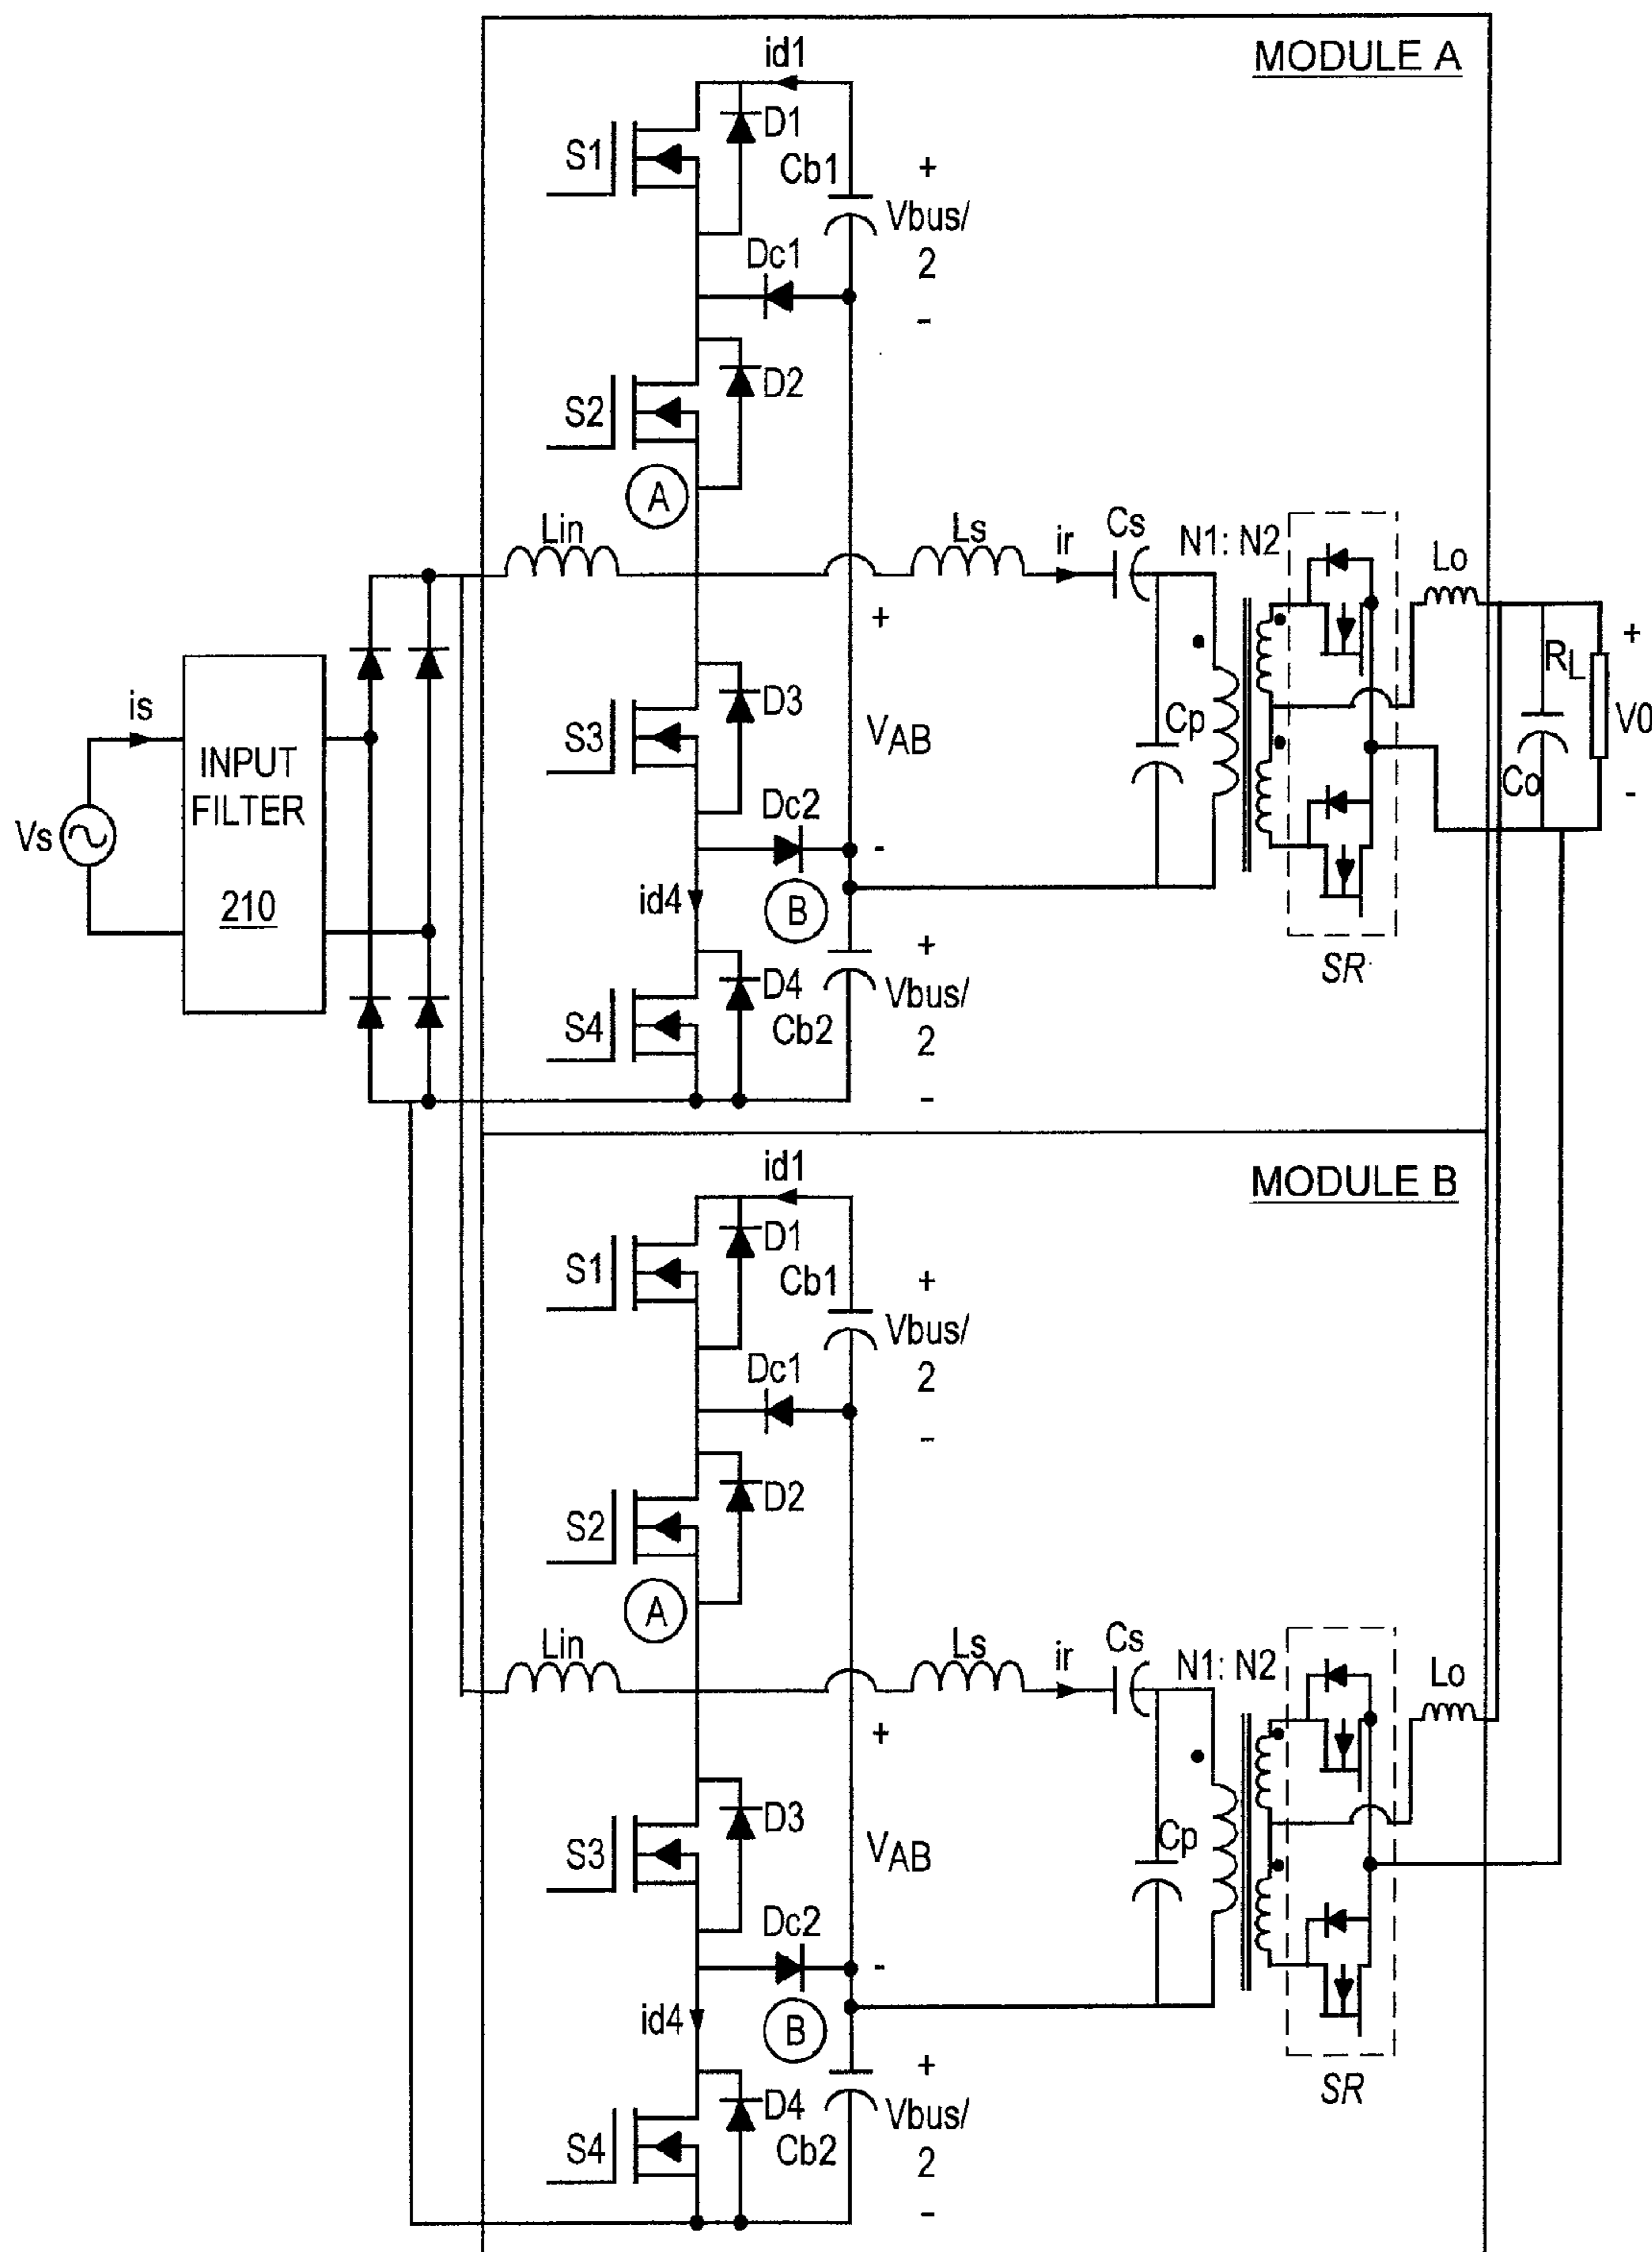 MODULE A
id1
D1
S1
Cb1
+
Vbus/
2
-
Dc1
D2
S2
A
Lin
Ls
ir
Cs
N1: N2
Lo
+
D3
S3
VAB
Cp
RL
+
V0
-
Co
is
INPUT
FILTER
210
Vs
Dc2
-
id4
B
+
Vbus/
2
-
D4
Cb2
S4
SR
MODULE B
id1
D1
S1
Cb1
+
Vbus/
2
-
Dc1
D2
S2
A
Lin
Ls
ir
Cs
N1: N2
Lo
+
D3
S3
VAB
Cp
Dc2
-
id4
B
+
Vbus/
2
-
D4
Cb2
S4
SR